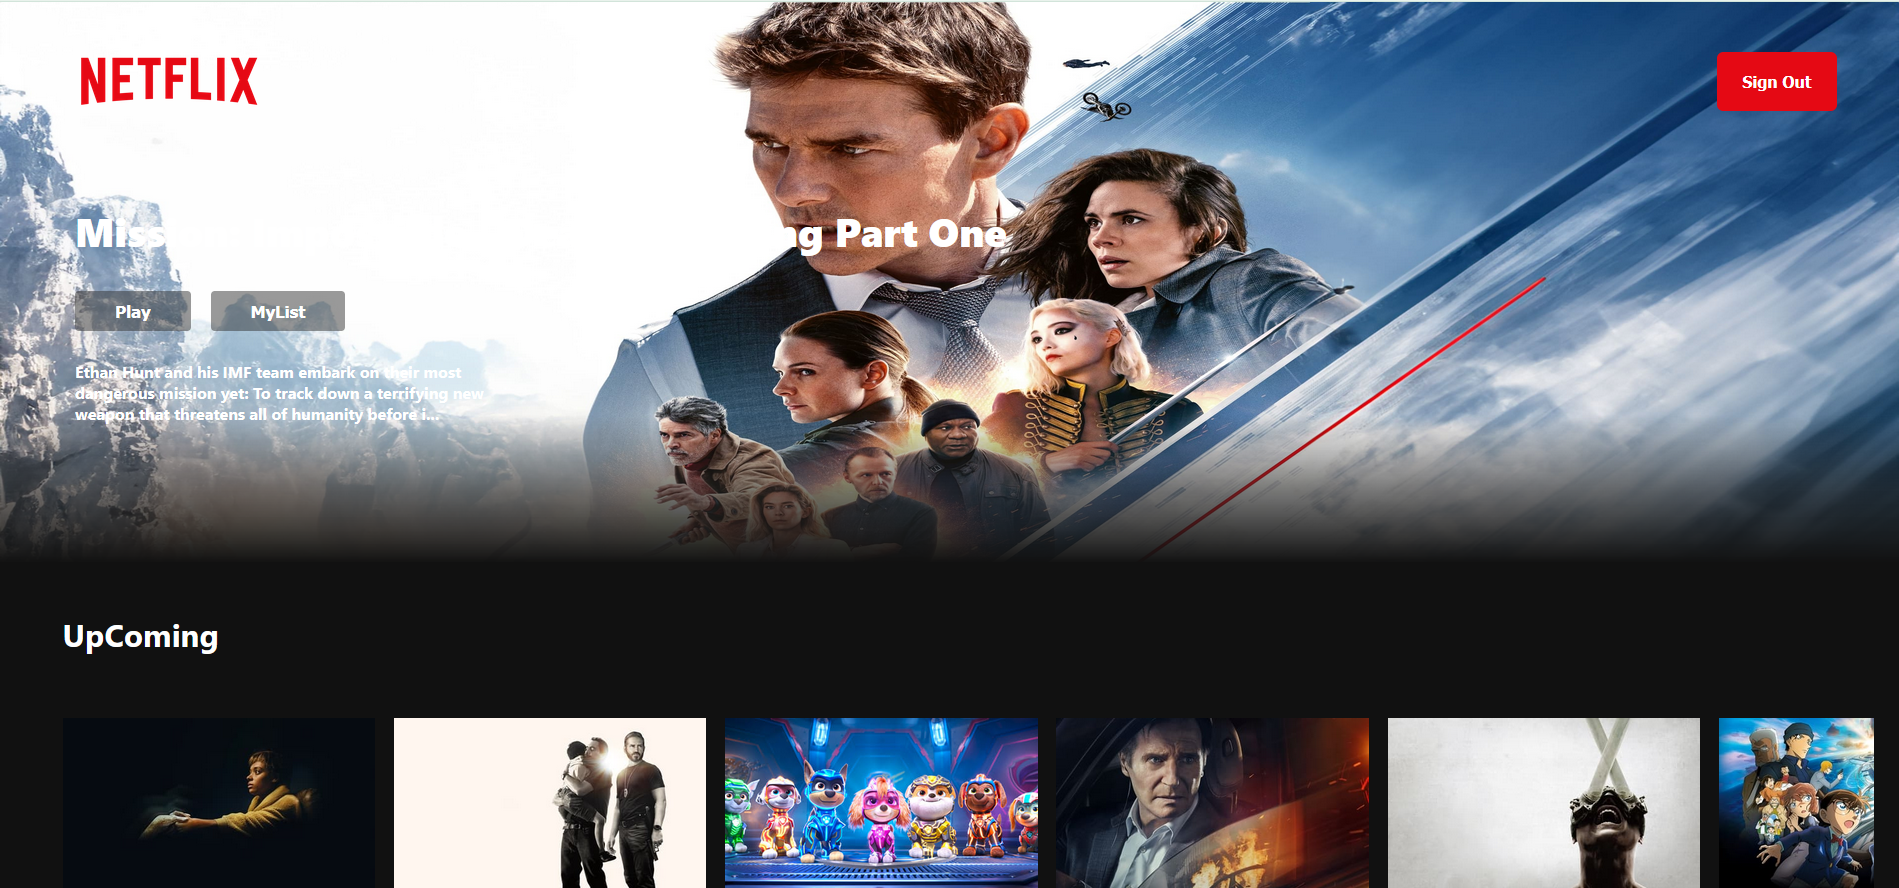 NETFLIX
Sign Out
Miss ng Part One
Play
MyList
Ethan Hunt and his IMF team embark on their most
dangerous mission yet: To track down a terrifying new
weapon that threatens all of humanity before i...
UpComing